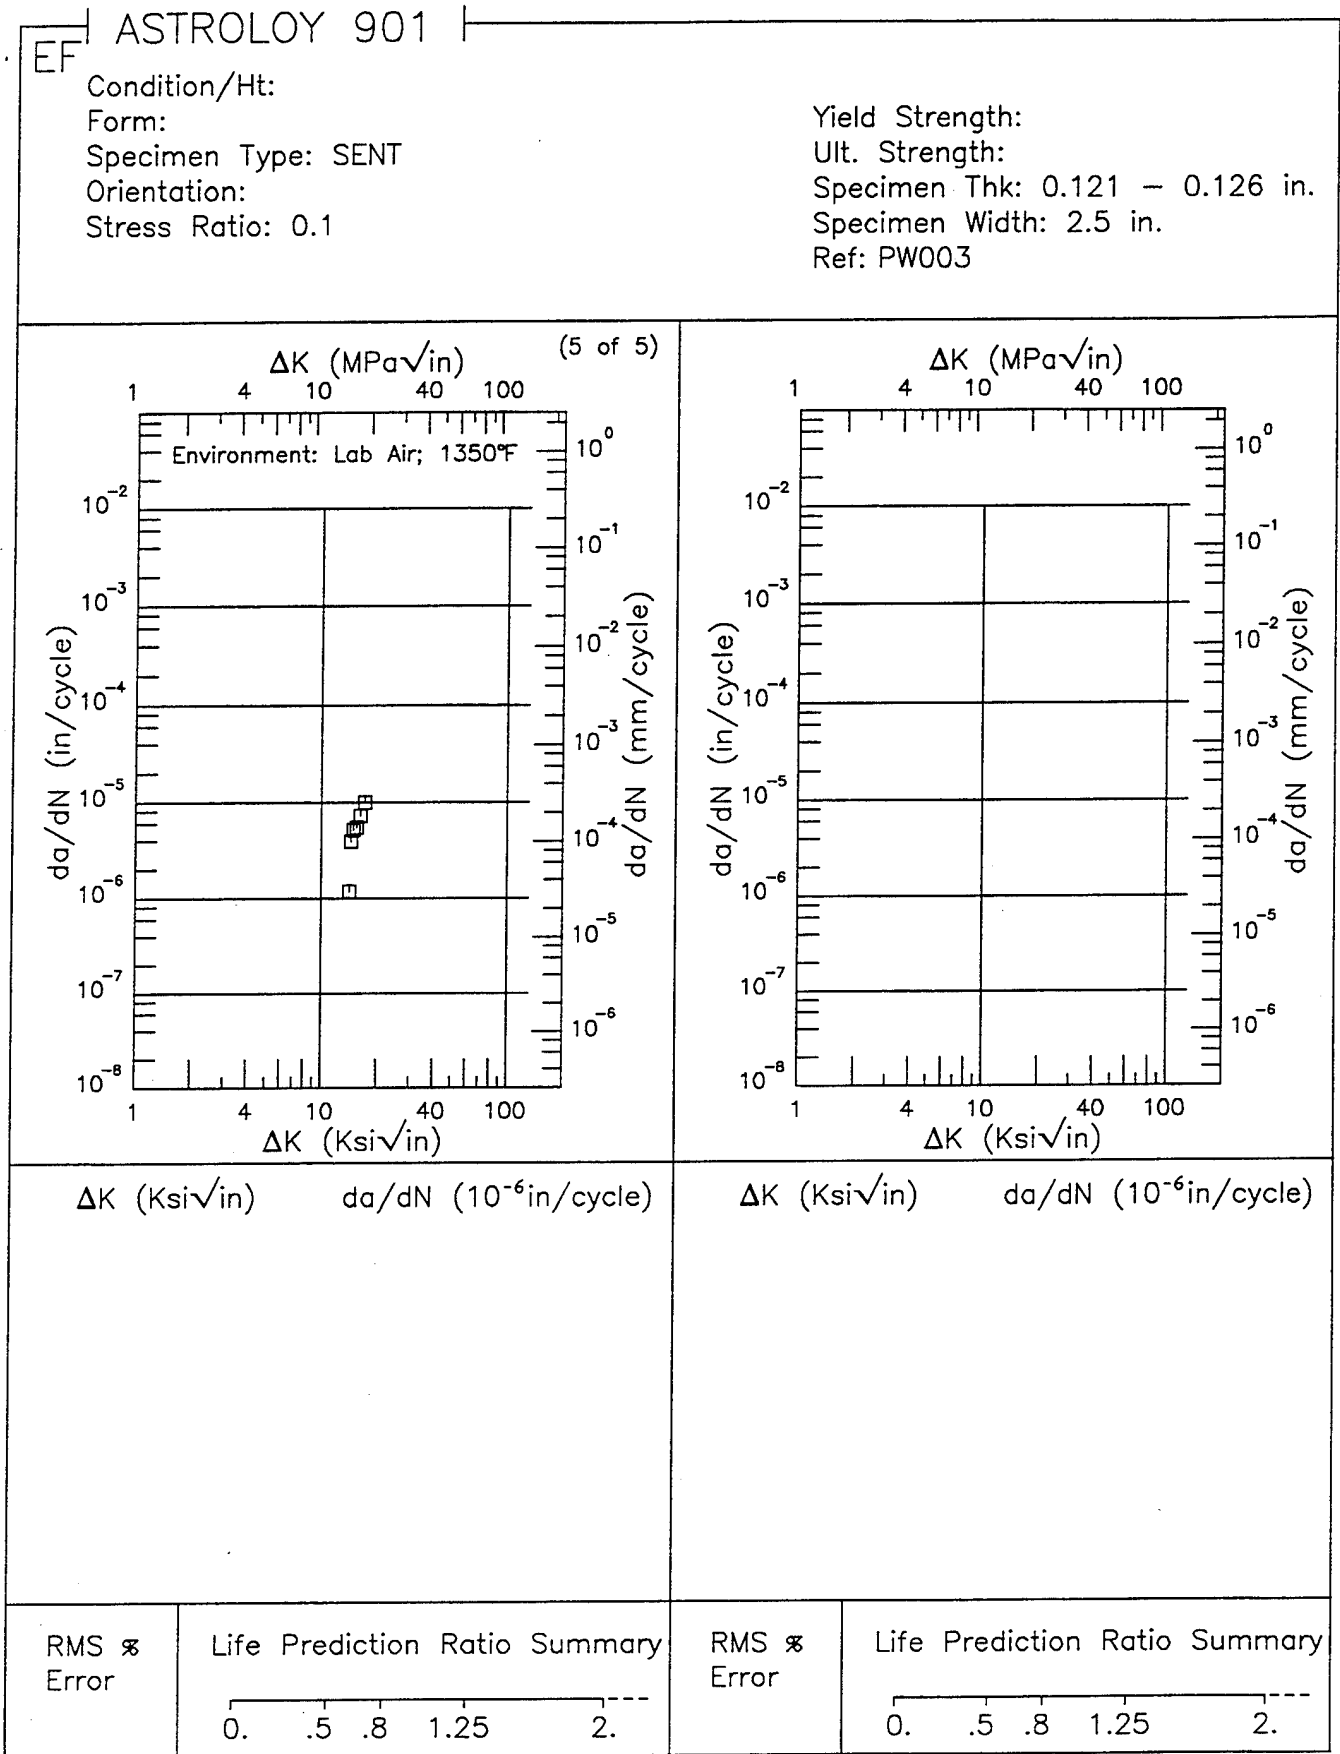 ASTROLOY 901
EF
Condition/Ht:
Form:
Specimen Type: SENT
Orientation:
Stress Ratio: 0.1
Yield Strength:
Ult. Strength:
Specimen Thk: 0.121 – 0.126 in.
Specimen Width: 2.5 in.
Ref: PW003
(5 of 5)
ΔK (MPa√in)
1 4 10 40 100
Environment: Lab Air; 1350°F
10⁻²
10⁻³
10⁻⁴
10⁻⁵
10⁻⁶
10⁻⁷
10⁻⁸
da/dN (in/cycle)
10⁰
10⁻¹
10⁻²
10⁻³
10⁻⁴
10⁻⁵
10⁻⁶
da/dN (mm/cycle)
1 4 10 40 100
ΔK (Ksi√in)
ΔK (MPa√in)
1 4 10 40 100
10⁻²
10⁻³
10⁻⁴
10⁻⁵
10⁻⁶
10⁻⁷
10⁻⁸
da/dN (in/cycle)
10⁰
10⁻¹
10⁻²
10⁻³
10⁻⁴
10⁻⁵
10⁻⁶
da/dN (mm/cycle)
1 4 10 40 100
ΔK (Ksi√in)
ΔK (Ksi√in) da/dN (10⁻⁶in/cycle)
ΔK (Ksi√in) da/dN (10⁻⁶in/cycle)
RMS %
Error
Life Prediction Ratio Summary
0. .5 .8 1.25 2.
RMS %
Error
Life Prediction Ratio Summary
0. .5 .8 1.25 2.